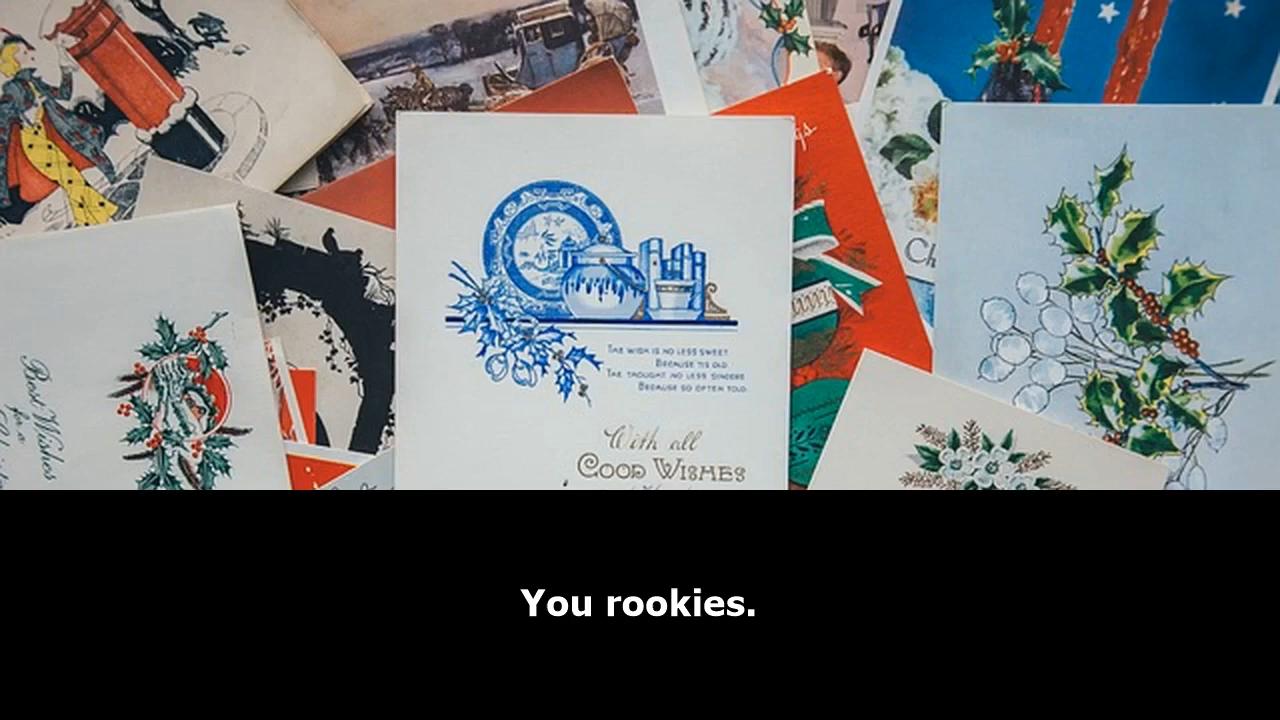 THE WISH IS NO LESS SWEET
BECAUSE 'TIS OLD
THE THOUGHT NO LESS SINCERE
BECAUSE SO OFTEN TOLD.
With all
GOOD WISHES
Best Wishes
for a
You rookies.